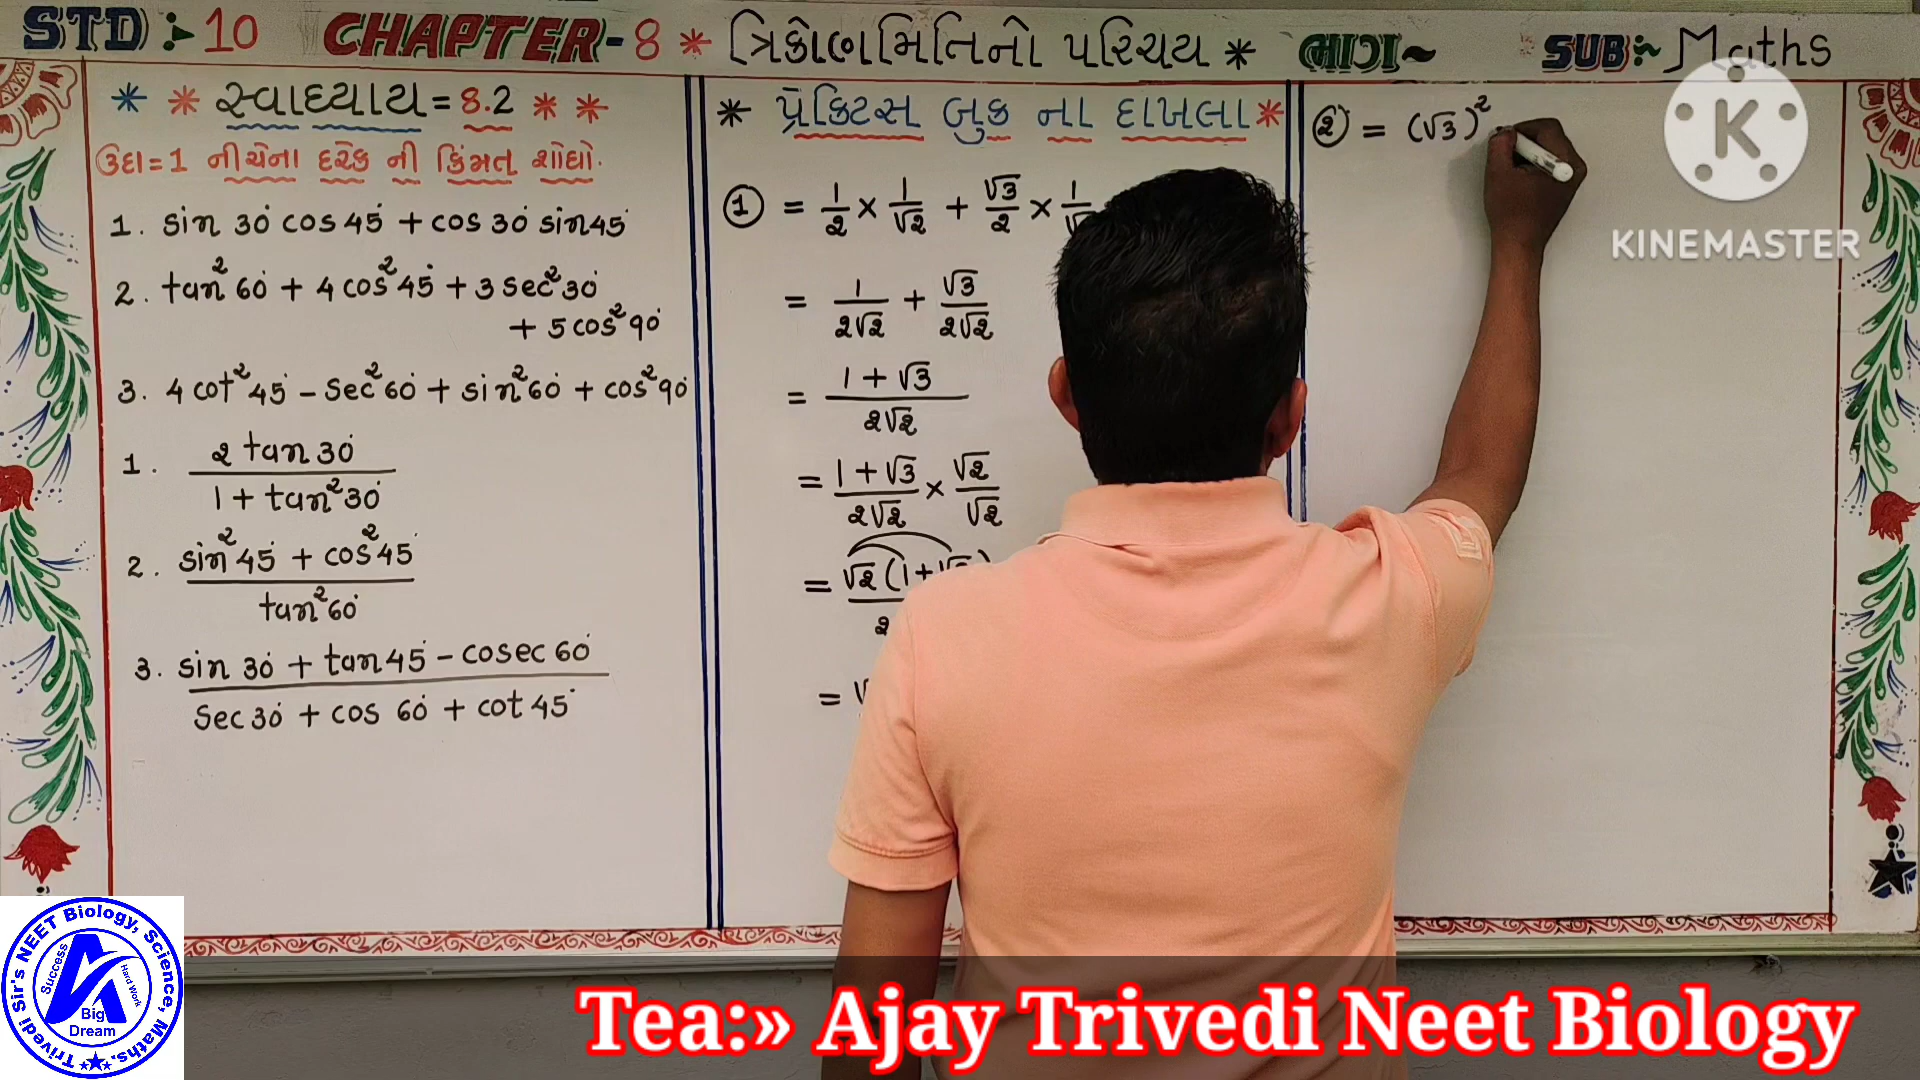 STD :- 10 CHAPTER-8 * ત્રિકોણમિતિનો પરિચય * ભાગ~ SUB:~ Maths
* * સ્વાધ્યાય = 8.2 * *
ઉદા=1 નીચેના દરેક ની કિંમત શોધો.
1. sin 30° cos 45° + cos 30° sin 45°
2. tan² 60° + 4 cos² 45° + 3 sec² 30°
+ 5 cos² 90°
3. 4 cot² 45° - sec² 60° + sin² 60° + cos² 90°
1. 2 tan 30°
1 + tan² 30°
2. sin² 45° + cos² 45°
tan² 60°
3. sin 30° + tan 45° - cosec 60°
sec 30° + cos 60° + cot 45°
* પ્રેક્ટિસ બુક ના દાખલા *
① = 1/2 × 1/√2 + √3/2 × 1/√
= 1/2√2 + √3/2√2
= 1 + √3
2√2
= 1 + √3/2√2 × √2/√2
= √2 (1 + √3)
2
= √
② = (√3)²
KINEMASTER
Trivedi Sir's NEET Biology, Science, Maths.
Success
Hard Work
Big
Dream
Tea:» Ajay Trivedi Neet Biology